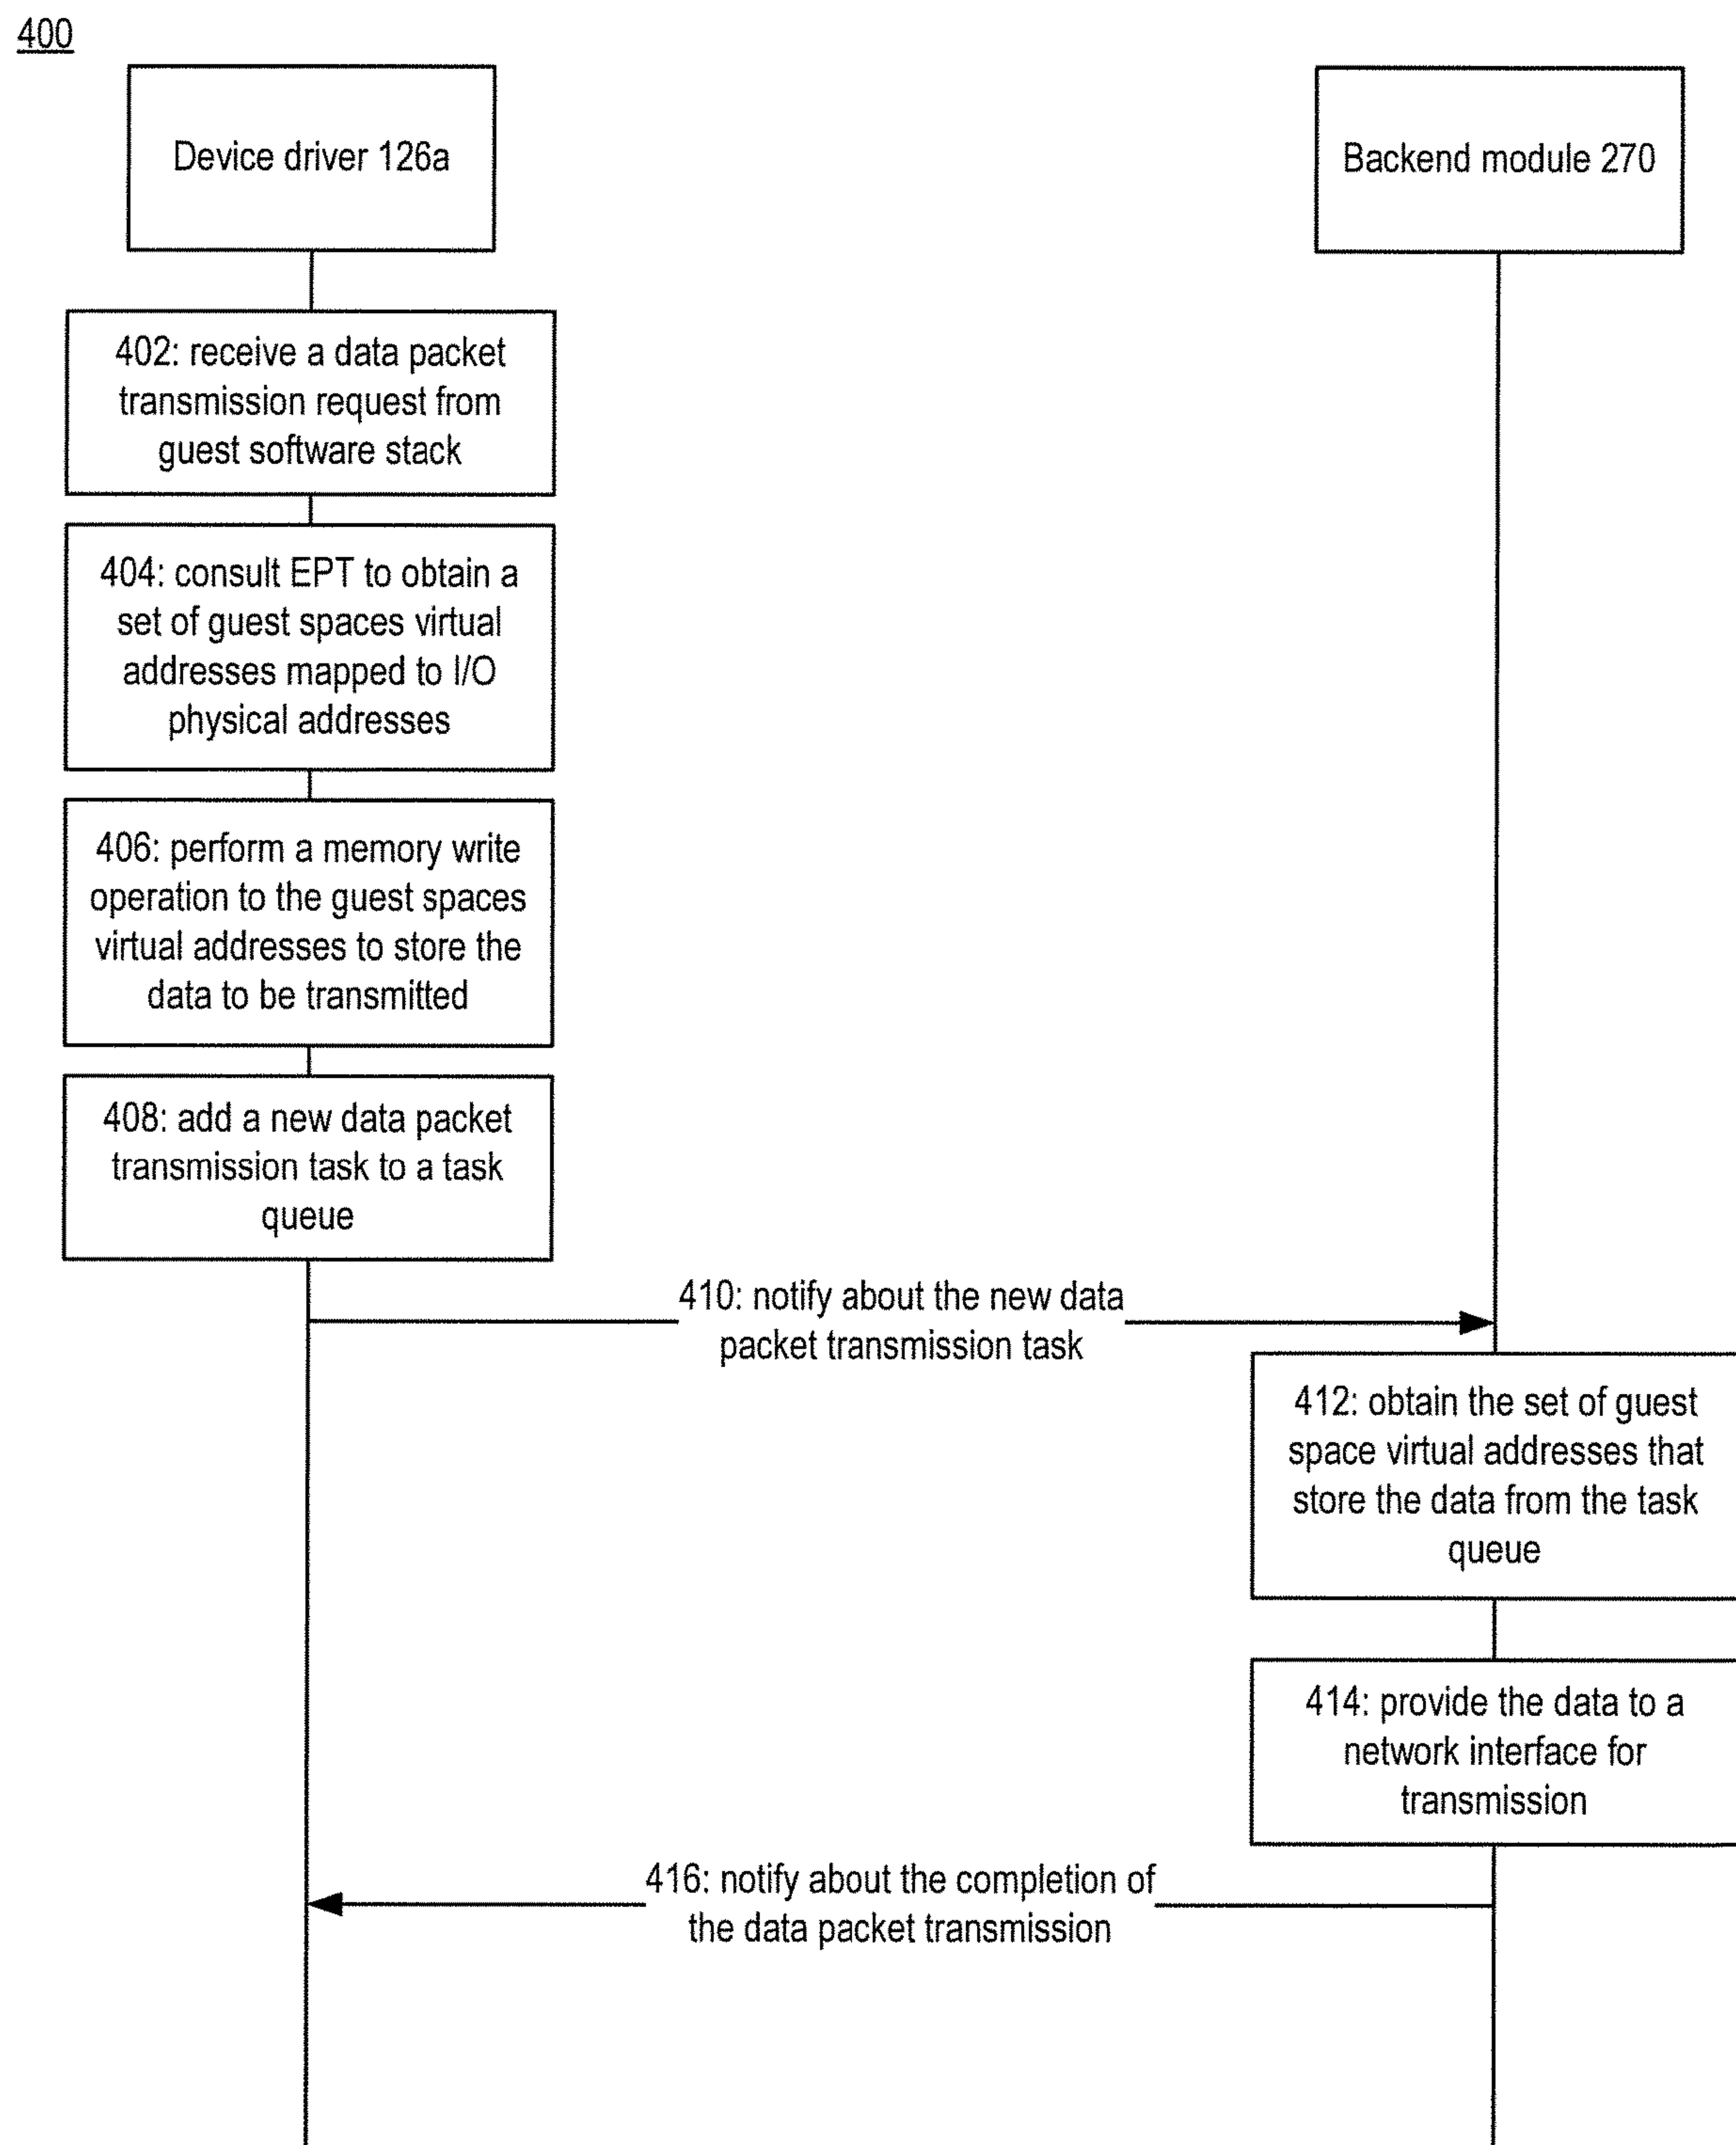 400
Device driver 126a
Backend module 270
402: receive a data packet
transmission request from
guest software stack
404: consult EPT to obtain a
set of guest spaces virtual
addresses mapped to I/O
physical addresses
406: perform a memory write
operation to the guest spaces
virtual addresses to store the
data to be transmitted
408: add a new data packet
transmission task to a task
queue
410: notify about the new data
packet transmission task
412: obtain the set of guest
space virtual addresses that
store the data from the task
queue
414: provide the data to a
network interface for
transmission
416: notify about the completion of
the data packet transmission